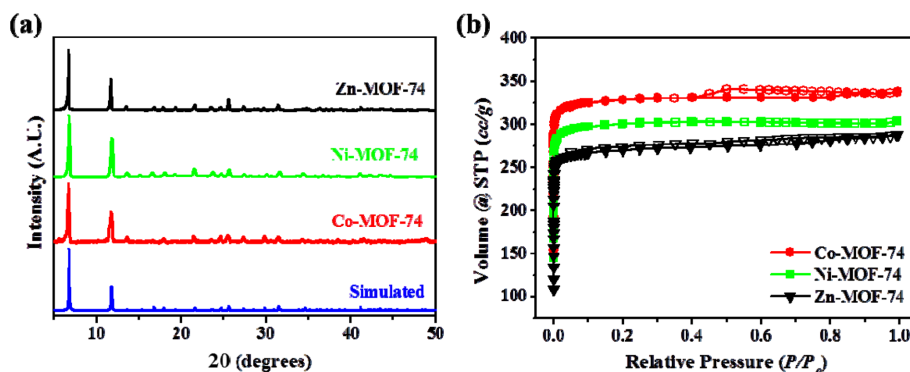 (a)
Zn-MOF-74
Ni-MOF-74
Co-MOF-74
Simulated
Intensity (A.U.)
10 20 30 40 50
2Θ (degrees)
(b)
400
350
300
250
200
150
100
Volume @ STP (cc/g)
Co-MOF-74
Ni-MOF-74
Zn-MOF-74
0.0 0.2 0.4 0.6 0.8 1.0
Relative Pressure (P/Po)